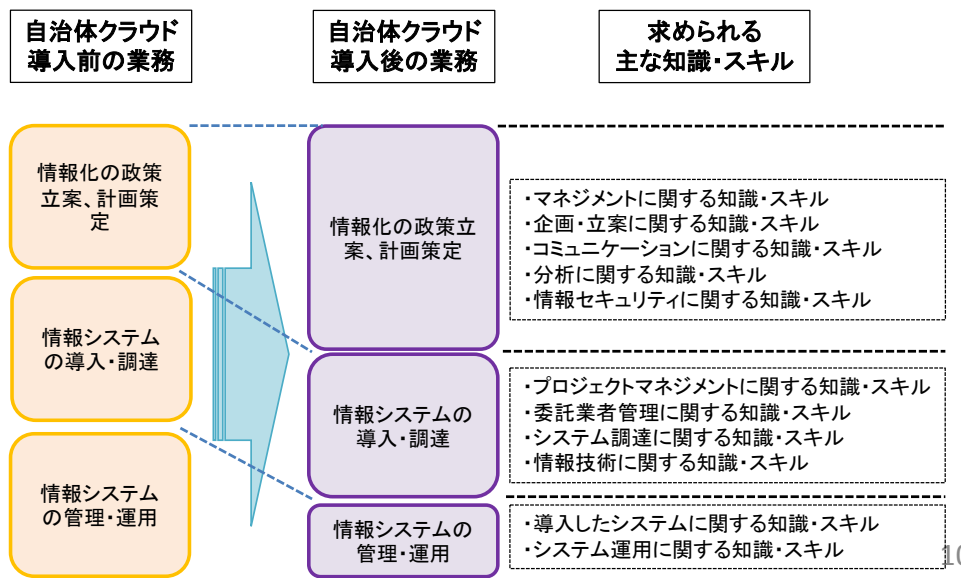 自治体クラウド
導入前の業務
自治体クラウド
導入後の業務
求められる
主な知識・スキル
情報化の政策
立案、計画策
定
情報システム
の導入・調達
情報システム
の管理・運用
情報化の政策立
案、計画策定
情報システムの
導入・調達
情報システムの
管理・運用
・マネジメントに関する知識・スキル
・企画・立案に関する知識・スキル
・コミュニケーションに関する知識・スキル
・分析に関する知識・スキル
・情報セキュリティに関する知識・スキル
・プロジェクトマネジメントに関する知識・スキル
・委託業者管理に関する知識・スキル
・システム調達に関する知識・スキル
・情報技術に関する知識・スキル
・導入したシステムに関する知識・スキル
・システム運用に関する知識・スキル